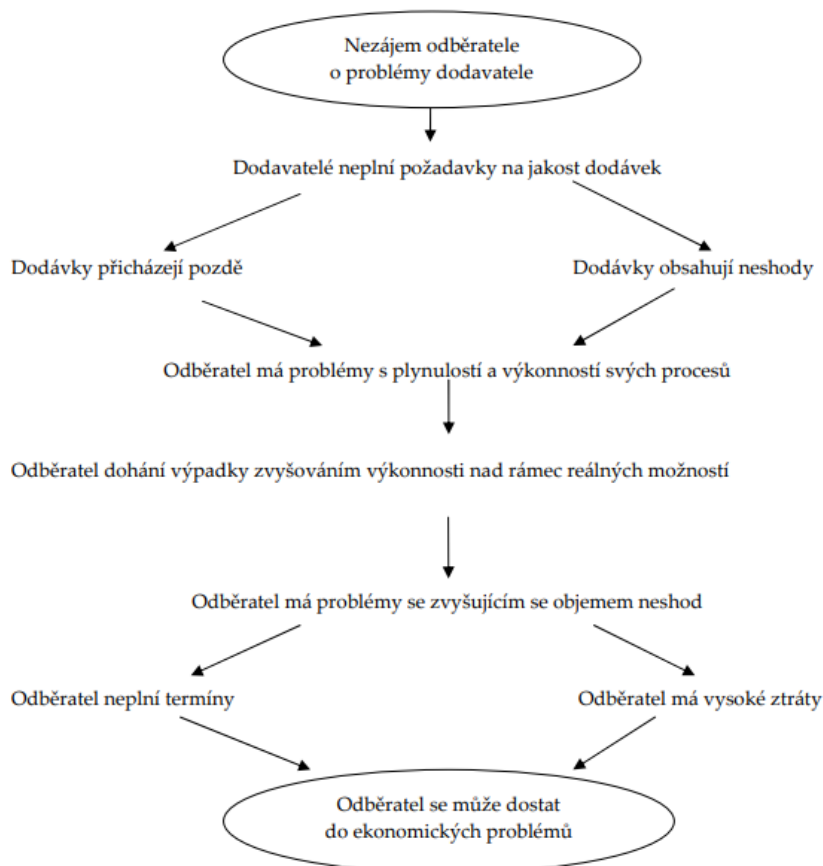 Nezájem odběratele
o problémy dodavatele
Dodavatelé neplní požadavky na jakost dodávek
Dodávky přicházejí pozdě
Dodávky obsahují neshody
Odběratel má problémy s plynulostí a výkonností svých procesů
Odběratel dohání výpadky zvyšováním výkonnosti nad rámec reálných možností
Odběratel má problémy se zvyšujícím se objemem neshod
Odběratel neplní termíny
Odběratel má vysoké ztráty
Odběratel se může dostat
do ekonomických problémů